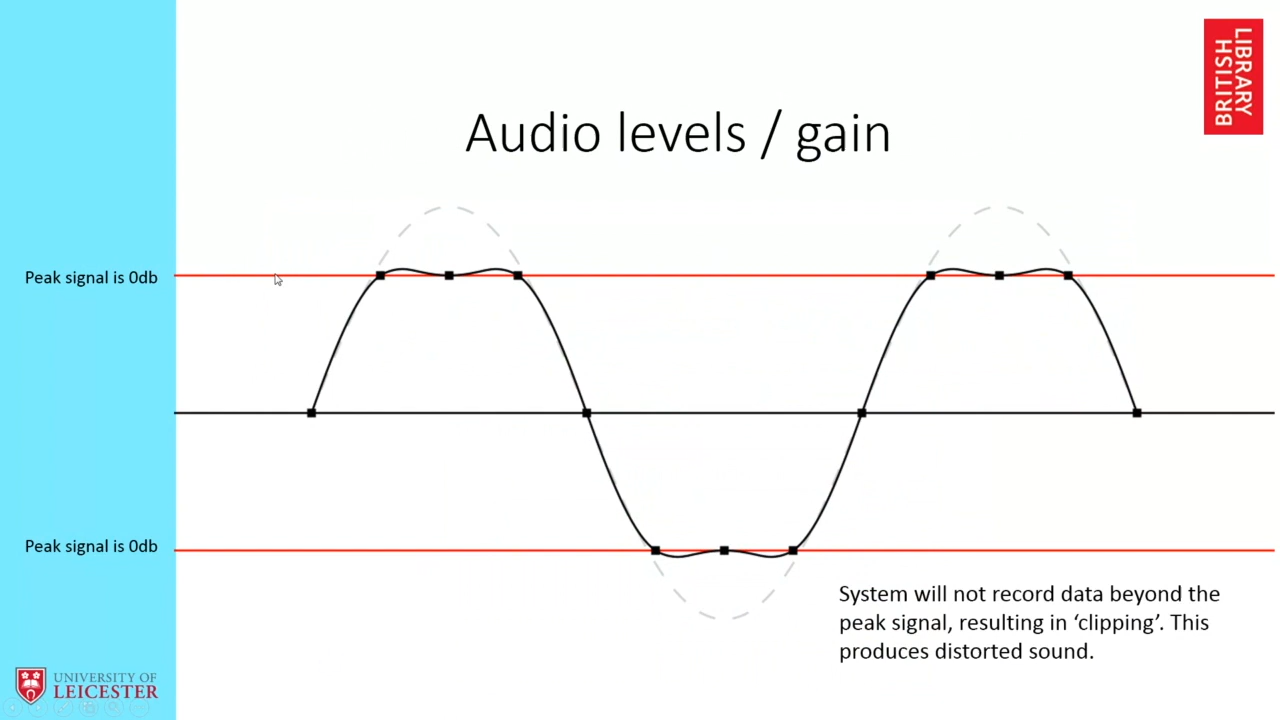 LIBRARY
BRITISH
Audio levels / gain
Peak signal is 0db
Peak signal is 0db
System will not record data beyond the
peak signal, resulting in ‘clipping’. This
produces distorted sound.
UNIVERSITY OF
LEICESTER